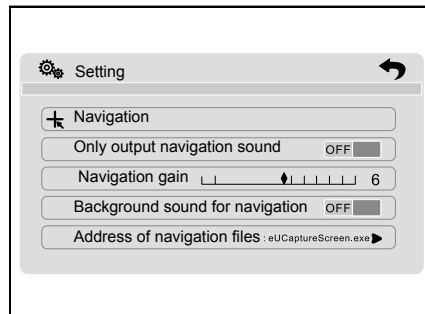 Setting
Navigation
Only output navigation sound OFF
Navigation gain 6
Background sound for navigation OFF
Address of navigation files : eUCaptureScreen.exe